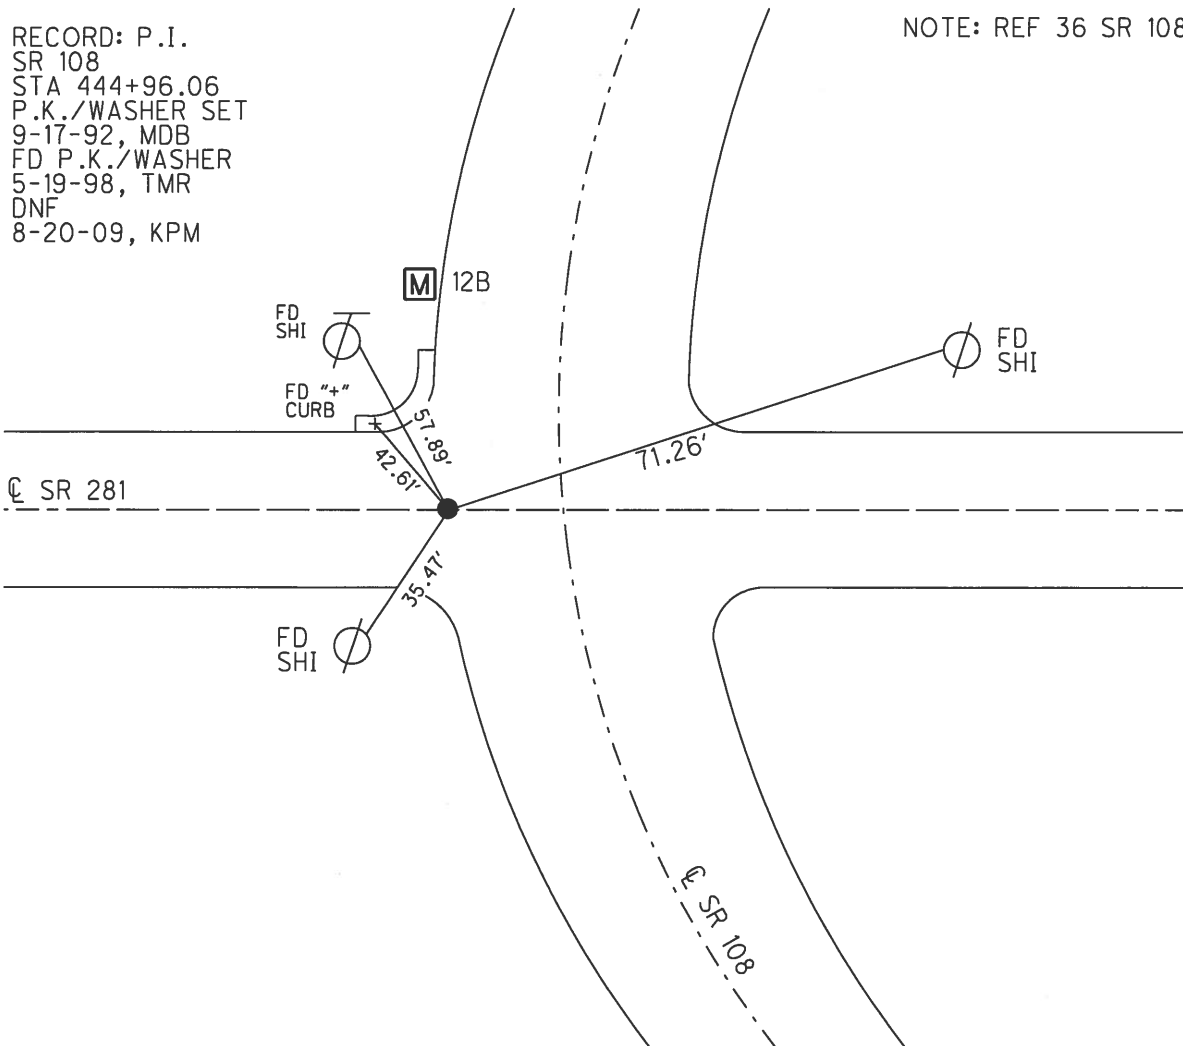 RECORD: P.I.
SR 108
STA 444+96.06
P.K./WASHER SET
9-17-92, MDB
FD P.K./WASHER
5-19-98, TMR
DNF
8-20-09, KPM
NOTE: REF 36 SR 108
M 12B
FD
SHI
FD
SHI
FD "+"
CURB
57.89'
42.61'
71.26'
℄ SR 281
35.47'
FD
SHI
℄ SR 108